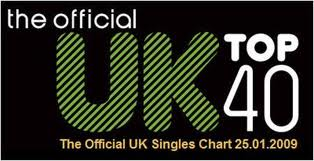 the official
UK TOP
40
The Official UK Singles Chart 25.01.2009